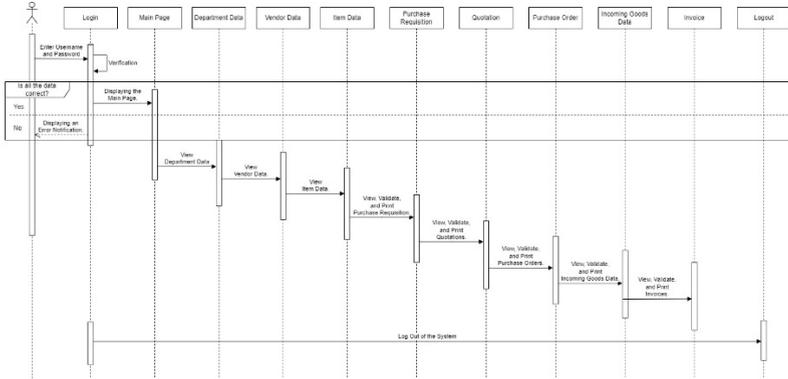 Login
Main Page
Department Data
Vendor Data
Item Data
Purchase
Requisition
Quotation
Purchase Order
Incoming Goods
Data
Invoice
Logout
Enter Username
and Password
Verification
Is all the data
correct?
Yes
Displaying the
Main Page.
No
Displaying an
Error Notification.
View
Department Data
View
Vendor Data.
View
Item Data.
View, Validate,
and Print
Purchase Requisition.
View, Validate,
and Print
Quotations.
View, Validate,
and Print
Purchase Orders.
View, Validate,
and Print
Incoming Goods Data.
View, Validate,
and Print
Invoices.
Log Out of the System